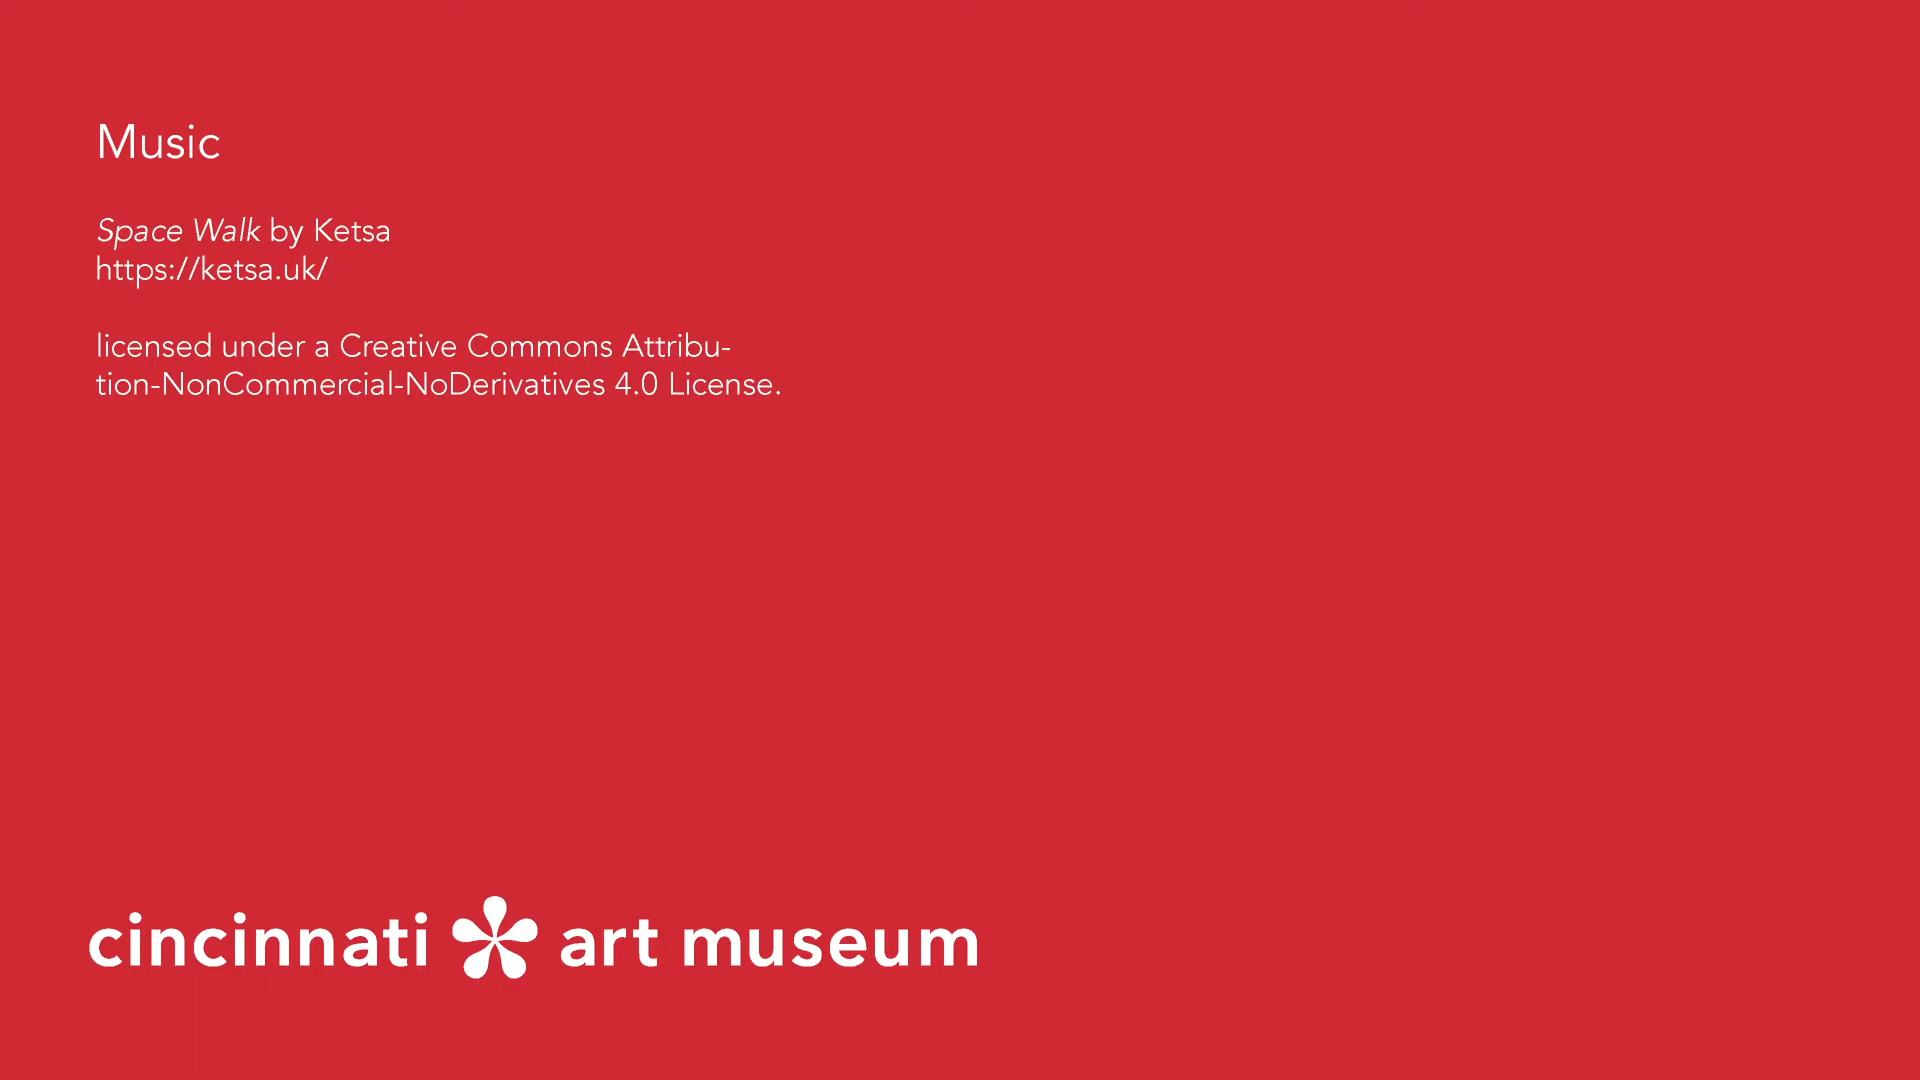 Music
Space Walk by Ketsa
https://ketsa.uk/
licensed under a Creative Commons Attribu-
tion-NonCommercial-NoDerivatives 4.0 License.
cincinnati * art museum